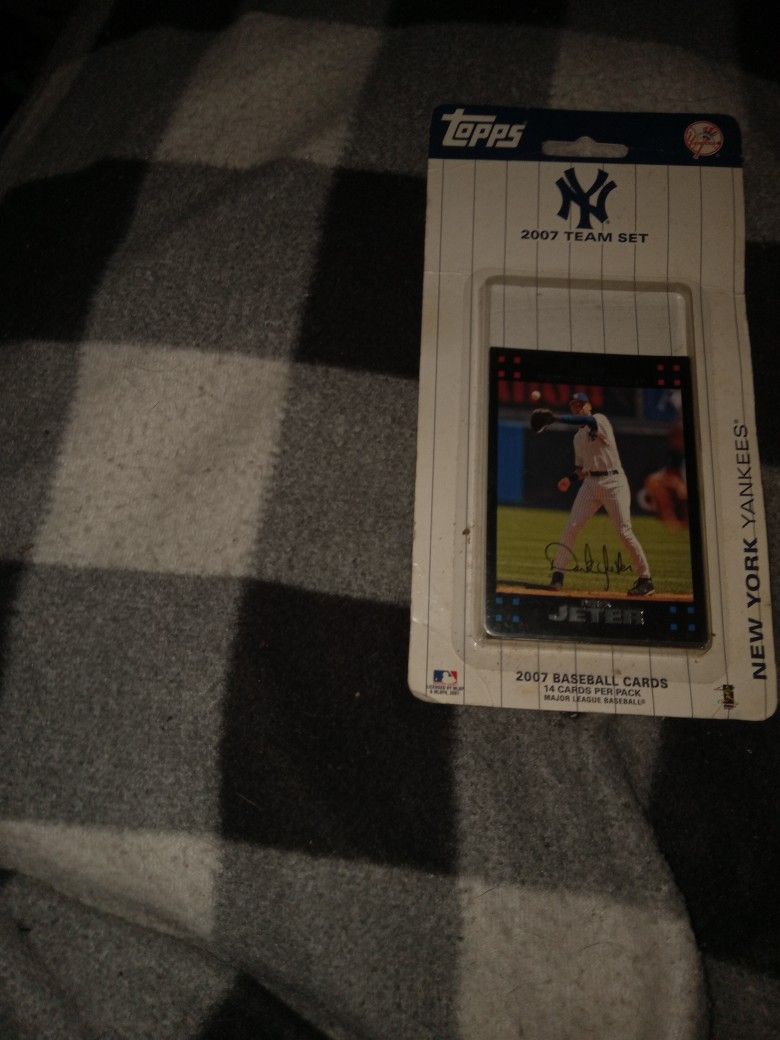 Topps
NY
2007 TEAM SET
JETER
NEW YORK YANKEES®
2007 BASEBALL CARDS
14 CARDS PER PACK
MAJOR LEAGUE BASEBALL®